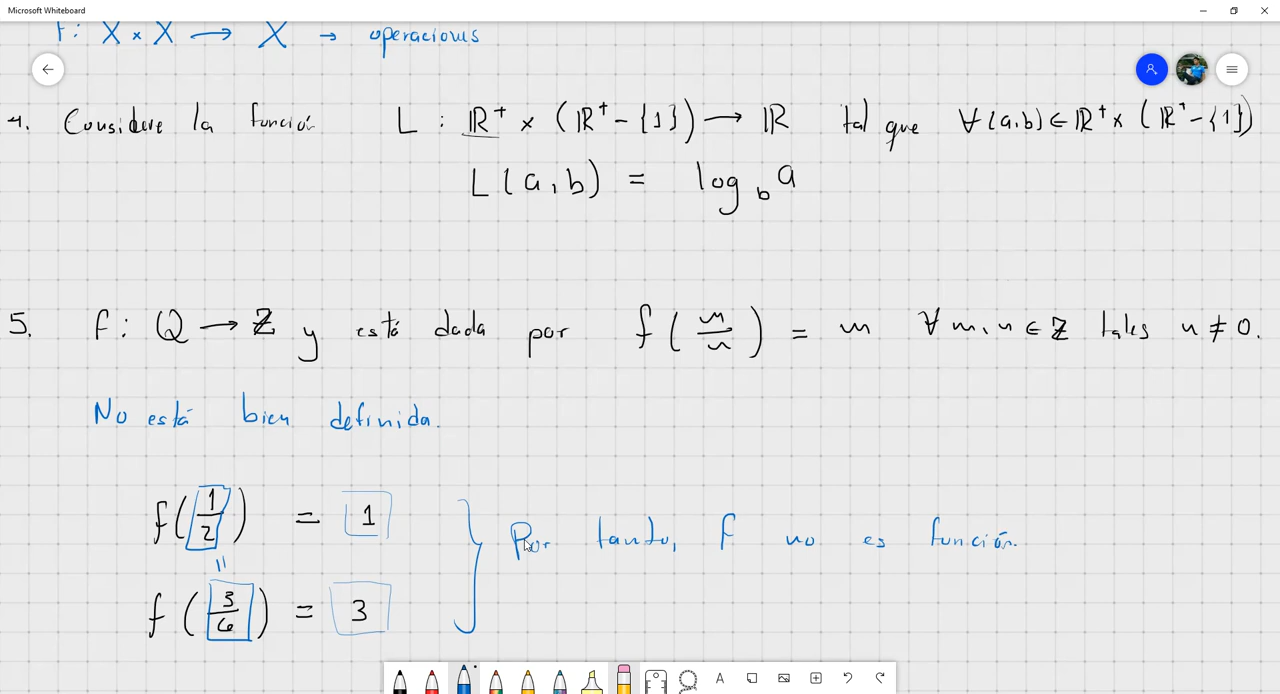 Microsoft Whiteboard
f: X × X → X → operaciones
4. Considere la función L : ℝ⁺ × (ℝ⁺ - {1}) → ℝ tal que ∀(a,b) ∈ ℝ⁺ × (ℝ⁺ - {1})
L(a,b) = log_b a
5. f: Q → ℤ y está dada por f(m/n) = m ∀ m, n ∈ ℤ tales n ≠ 0.
No está bien definida.
f(1/2) = 1
=
f(3/6) = 3
Por tanto, f no es función.
A